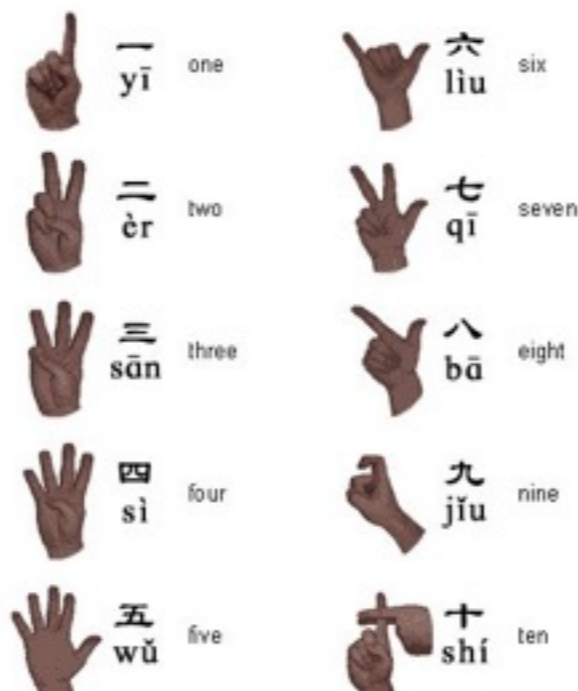 一
yī one
二
èr two
三
sān three
四
sì four
五
wǔ five
六
lìu six
七
qī seven
八
bā eight
九
jǐu nine
十
shí ten